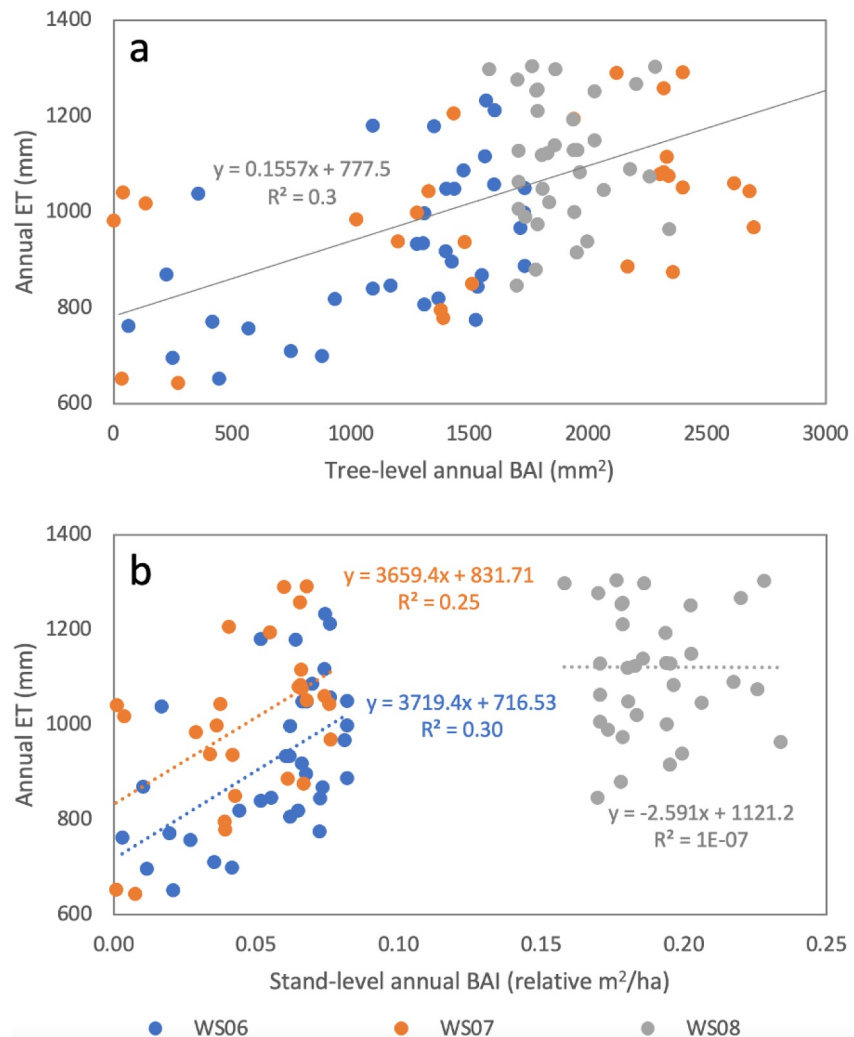 1400
a
1200
y = 0.1557x + 777.5
R² = 0.3
1000
800
600
Annual ET (mm)
0 500 1000 1500 2000 2500 3000
Tree-level annual BAI (mm²)
1400
b
y = 3659.4x + 831.71
R² = 0.25
1200
y = 3719.4x + 716.53
R² = 0.30
1000
800
y = -2.591x + 1121.2
R² = 1E-07
600
Annual ET (mm)
0.00 0.05 0.10 0.15 0.20 0.25
Stand-level annual BAI (relative m²/ha)
WS06 WS07 WS08